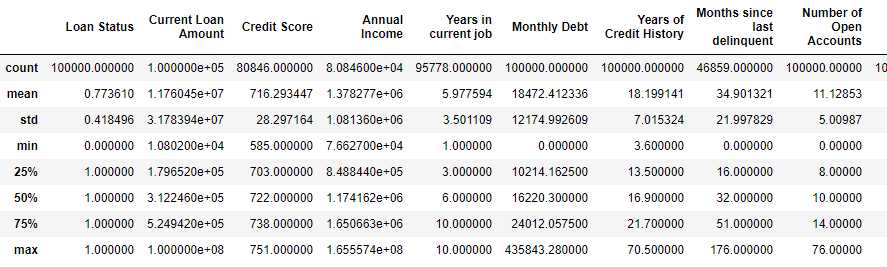 Loan Status Current Loan Amount Credit Score Annual Income Years in current job Monthly Debt Years of Credit History Months since last delinquent Number of Open Accounts
count 100000.000000 1.000000e+05 80846.000000 8.084600e+04 95778.000000 100000.000000 100000.000000 46859.000000 100000.00000 10
mean 0.773610 1.176045e+07 716.293447 1.378277e+06 5.977594 18472.412336 18.199141 34.901321 11.12853
std 0.418496 3.178394e+07 28.297164 1.081360e+06 3.501109 12174.992609 7.015324 21.997829 5.00987
min 0.000000 1.080200e+04 585.000000 7.662700e+04 1.000000 0.000000 3.600000 0.000000 0.00000
25% 1.000000 1.796520e+05 703.000000 8.488440e+05 3.000000 10214.162500 13.500000 16.000000 8.00000
50% 1.000000 3.122460e+05 722.000000 1.174162e+06 6.000000 16220.300000 16.900000 32.000000 10.00000
75% 1.000000 5.249420e+05 738.000000 1.650663e+06 10.000000 24012.057500 21.700000 51.000000 14.00000
max 1.000000 1.000000e+08 751.000000 1.655574e+08 10.000000 435843.280000 70.500000 176.000000 76.00000